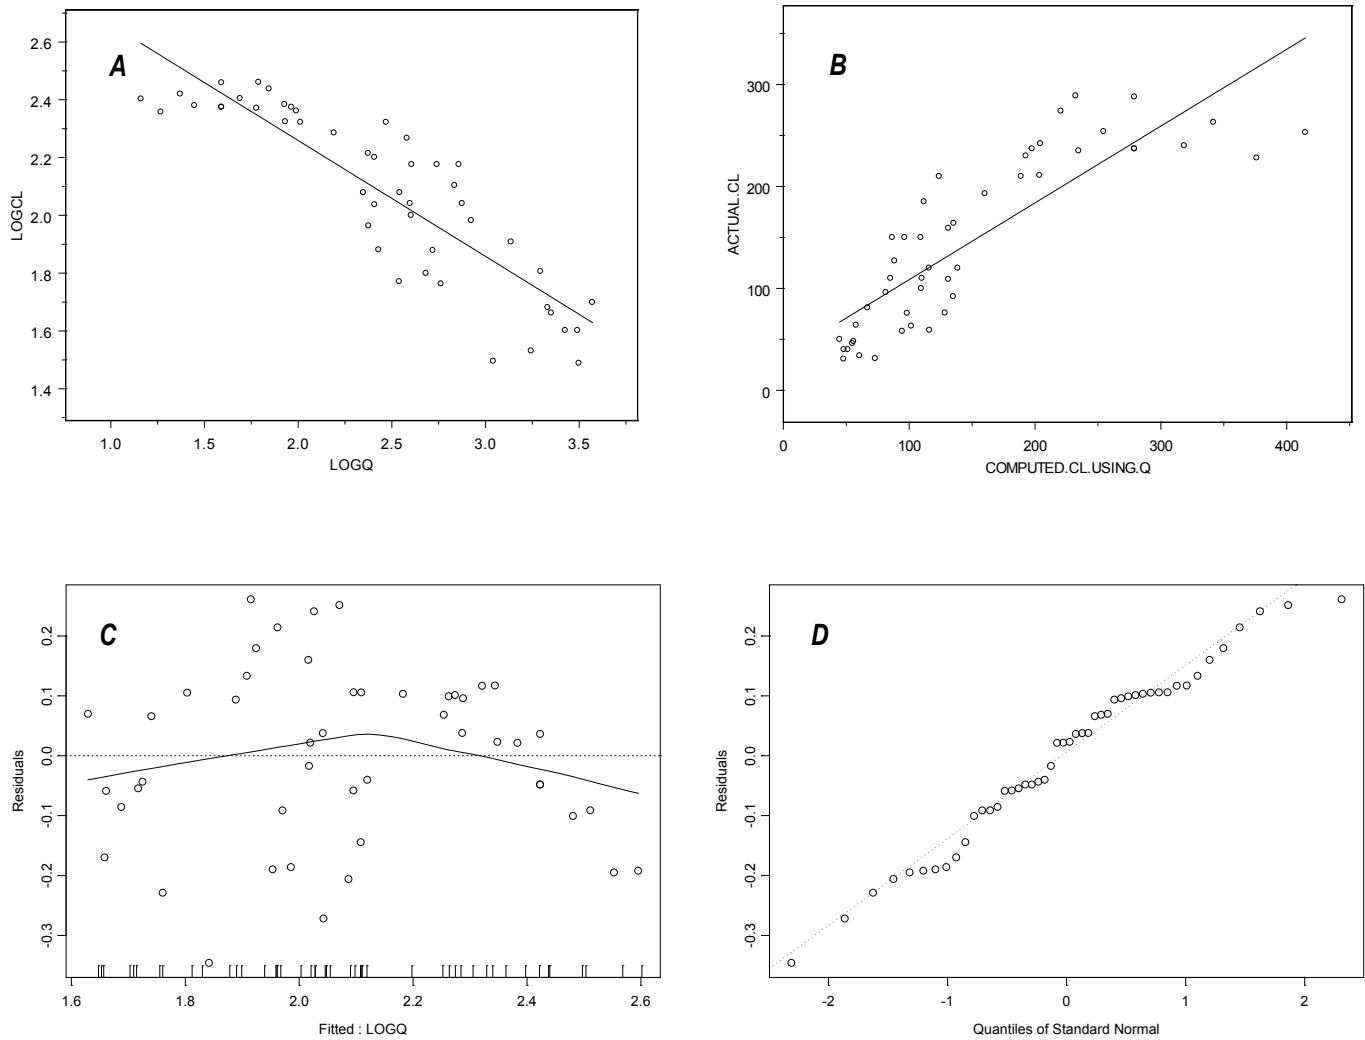 A
2.6
2.4
2.2
2.0
1.8
1.6
1.4
LOGCL
1.0 1.5 2.0 2.5 3.0 3.5
LOGQ
B
300
200
100
0
ACTUAL.CL
0 100 200 300 400
COMPUTED.CL.USING.Q
C
0.2
0.1
0.0
-0.1
-0.2
-0.3
Residuals
1.6 1.8 2.0 2.2 2.4 2.6
Fitted : LOGQ
D
0.2
0.1
0.0
-0.1
-0.2
-0.3
Residuals
-2 -1 0 1 2
Quantiles of Standard Normal